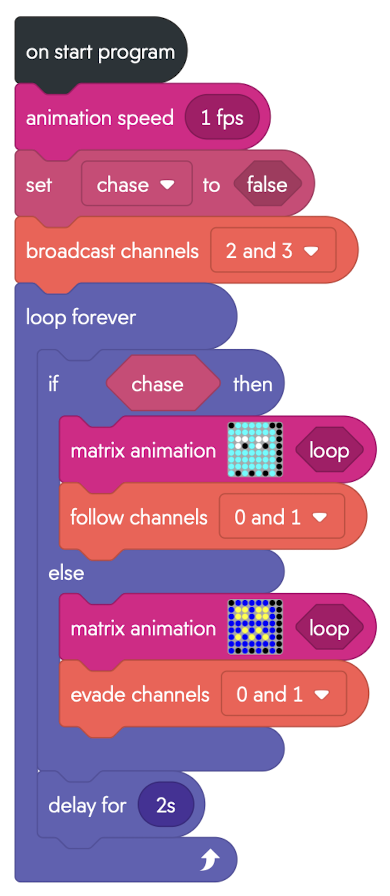 on start program
animation speed 1 fps
set chase to false
broadcast channels 2 and 3
loop forever
if chase then
matrix animation loop
follow channels 0 and 1
else
matrix animation loop
evade channels 0 and 1
delay for 2s